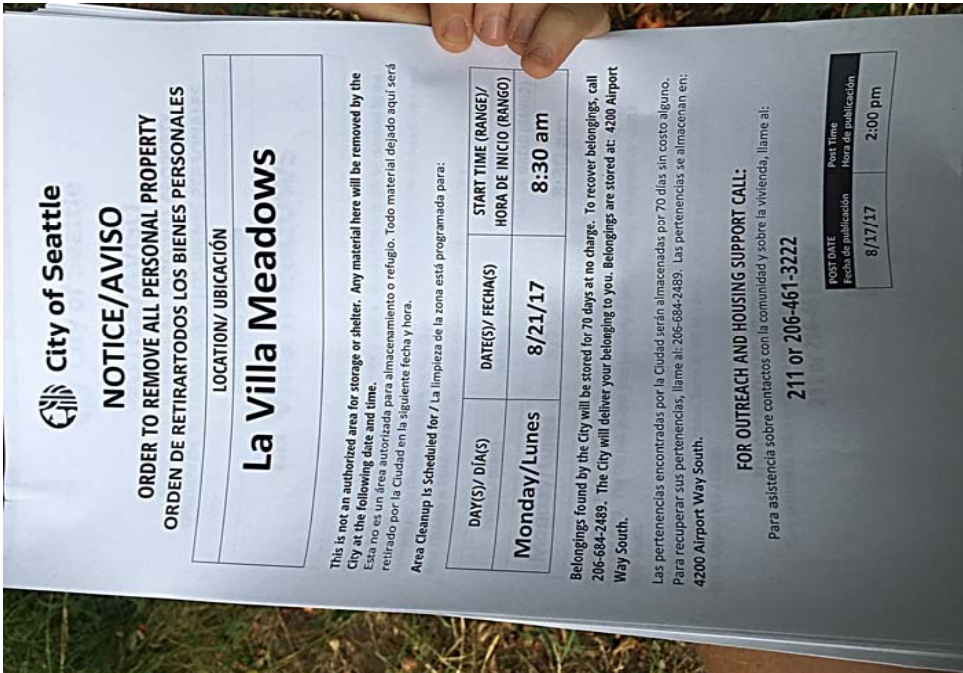 City of Seattle
NOTICE/AVISO
ORDER TO REMOVE ALL PERSONAL PROPERTY
ORDEN DE RETIRARTODOS LOS BIENES PERSONALES
LOCATION/ UBICACIÓN
La Villa Meadows
This is not an authorized area for storage or shelter. Any material here will be removed by the
City at the following date and time.
Esta no es un área autorizada para almacenamiento o refugio. Todo material dejado aquí será
retirado por la Ciudad en la siguiente fecha y hora.
Area Cleanup Is Scheduled for / La limpieza de la zona está programada para:
DAY(S)/ DÍA(S) DATE(S)/ FECHA(S) START TIME (RANGE)/
HORA DE INICIO (RANGO)
Monday/Lunes 8/21/17 8:30 am
Belongings found by the City will be stored for 70 days at no charge. To recover belongings, call
206-684-2489. The City will deliver your belonging to you. Belongings are stored at: 4200 Airport
Way South.
Las pertenencias encontradas por la Ciudad serán almacenadas por 70 días sin costo alguno.
Para recuperar sus pertenencias, llame al: 206-684-2489. Las pertenencias se almacenan en:
4200 Airport Way South.
FOR OUTREACH AND HOUSING SUPPORT CALL:
Para asistencia sobre contactos con la comunidad y sobre la vivienda, llame al:
211 or 206-461-3222
POST DATE Post Time
Fecha de publicación Hora de publicación
8/17/17 2:00 pm